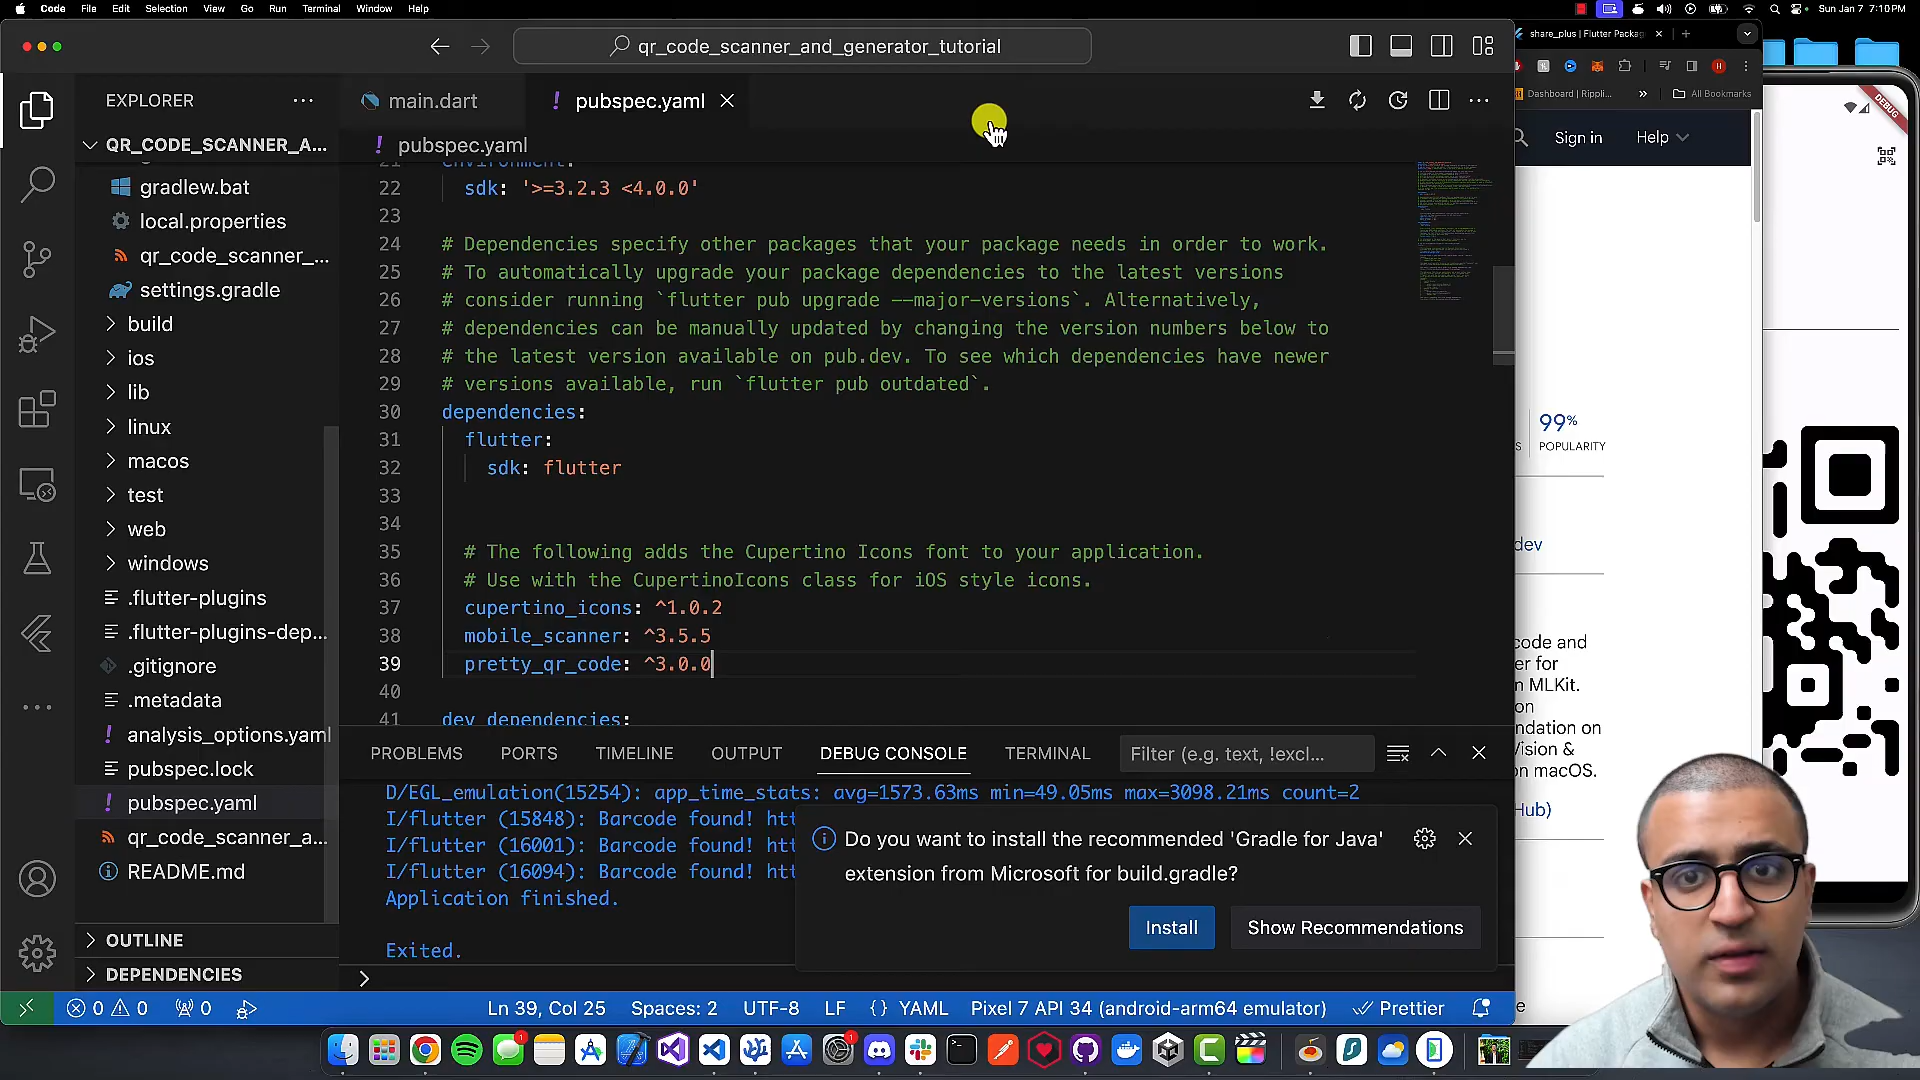 Code File Edit Selection View Go Run Terminal Window Help
Sun Jan 7 7:10 PM
qr_code_scanner_and_generator_tutorial
share_plus | Flutter Packag
Dashboard | Rippli...
All Bookmarks
EXPLORER
main.dart
! pubspec.yaml
QR_CODE_SCANNER_A...
! pubspec.yaml
Sign in
Help
DEBUG
gradlew.bat
local.properties
qr_code_scanner_...
settings.gradle
build
ios
lib
linux
macos
test
web
windows
.flutter-plugins
.flutter-plugins-dep...
.gitignore
.metadata
! analysis_options.yaml
pubspec.lock
! pubspec.yaml
qr_code_scanner_a...
README.md
OUTLINE
DEPENDENCIES
21 environment:
22 sdk: '>=3.2.3 <4.0.0'
23
24 # Dependencies specify other packages that your package needs in order to work.
25 # To automatically upgrade your package dependencies to the latest versions
26 # consider running `flutter pub upgrade --major-versions`. Alternatively,
27 # dependencies can be manually updated by changing the version numbers below to
28 # the latest version available on pub.dev. To see which dependencies have newer
29 # versions available, run `flutter pub outdated`.
30 dependencies:
31 flutter:
32 sdk: flutter
33
34
35 # The following adds the Cupertino Icons font to your application.
36 # Use with the CupertinoIcons class for iOS style icons.
37 cupertino_icons: ^1.0.2
38 mobile_scanner: ^3.5.5
39 pretty_qr_code: ^3.0.0
40
41 dev_dependencies:
99%
POPULARITY
dev
code and
er for
n MLKit.
on
ndation on
Vision &
on macOS.
Hub)
PROBLEMS PORTS TIMELINE OUTPUT DEBUG CONSOLE TERMINAL Filter (e.g. text, !excl...
D/EGL_emulation(15254): app_time_stats: avg=1573.63ms min=49.05ms max=3098.21ms count=2
I/flutter (15848): Barcode found! htt
I/flutter (16001): Barcode found! htt
I/flutter (16094): Barcode found! htt
Application finished.
Exited.
Do you want to install the recommended 'Gradle for Java'
extension from Microsoft for build.gradle?
Install
Show Recommendations
0 0 0
Ln 39, Col 25 Spaces: 2 UTF-8 LF {} YAML Pixel 7 API 34 (android-arm64 emulator) Prettier